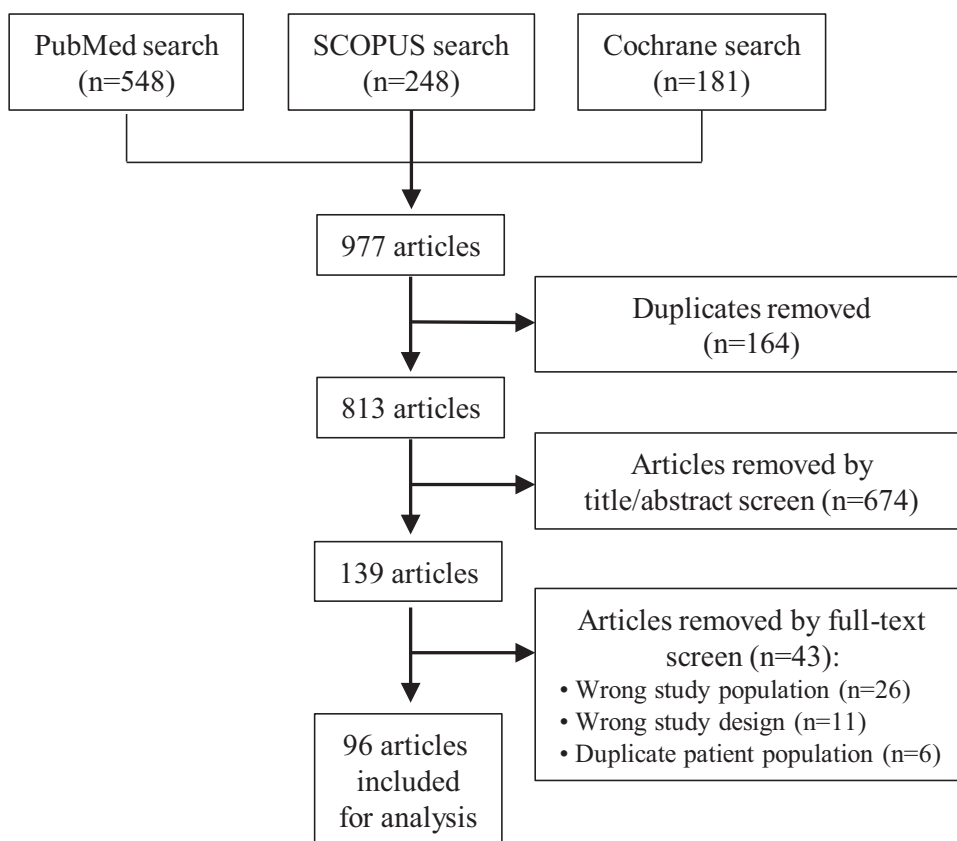 PubMed search
(n=548)
SCOPUS search
(n=248)
Cochrane search
(n=181)
977 articles
Duplicates removed
(n=164)
813 articles
Articles removed by
title/abstract screen (n=674)
139 articles
Articles removed by full-text
screen (n=43):
• Wrong study population (n=26)
• Wrong study design (n=11)
• Duplicate patient population (n=6)
96 articles
included
for analysis